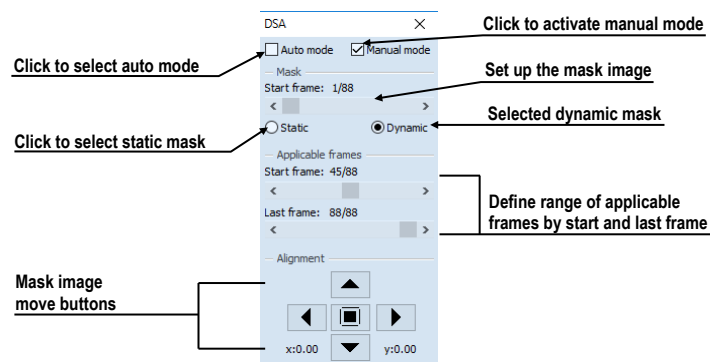 DSA
Click to activate manual mode
Auto mode
Manual mode
Click to select auto mode
Mask
Set up the mask image
Start frame: 1/88
Selected dynamic mask
Static
Dynamic
Click to select static mask
Applicable frames
Start frame: 45/88
Define range of applicable
frames by start and last frame
Last frame: 88/88
Alignment
Mask image
move buttons
x:0.00
y:0.00